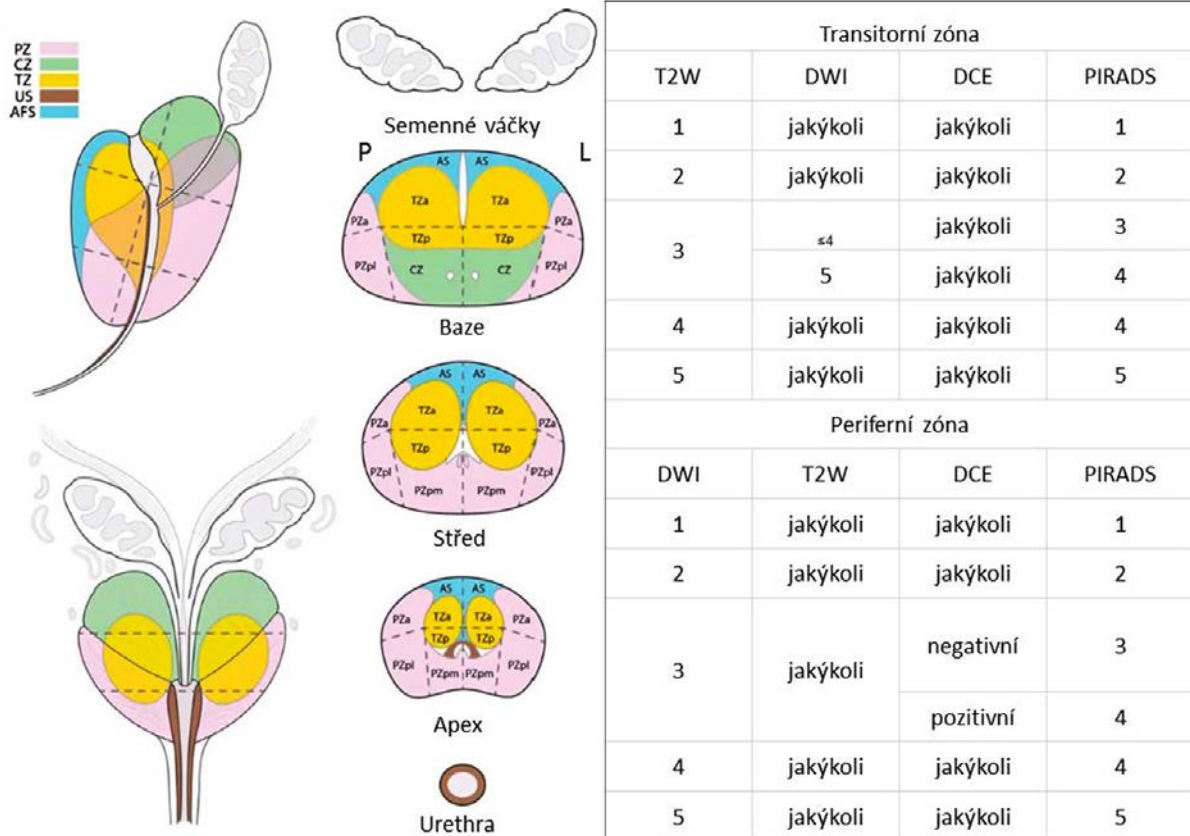 PZ
CZ
TZ
US
AFS
Semenné váčky
P
L
AS AS
TZa TZa
PZa PZa
TZp TZp
PZpl PZpl
CZ CZ
Baze
AS AS
TZa TZa
PZa PZa
TZp TZp
PZpl PZpl
PZpm PZpm
Střed
AS
TZa TZa
PZa PZa
TZp TZp
PZpl PZpl
PZpm PZpm
Apex
Urethra
Transitorní zóna
T2W DWI DCE PIRADS
1 jakýkoli jakýkoli 1
2 jakýkoli jakýkoli 2
3 ≤4 jakýkoli 3
5 jakýkoli 4
4 jakýkoli jakýkoli 4
5 jakýkoli jakýkoli 5
Periferní zóna
DWI T2W DCE PIRADS
1 jakýkoli jakýkoli 1
2 jakýkoli jakýkoli 2
3 jakýkoli negativní 3
pozitivní 4
4 jakýkoli jakýkoli 4
5 jakýkoli jakýkoli 5